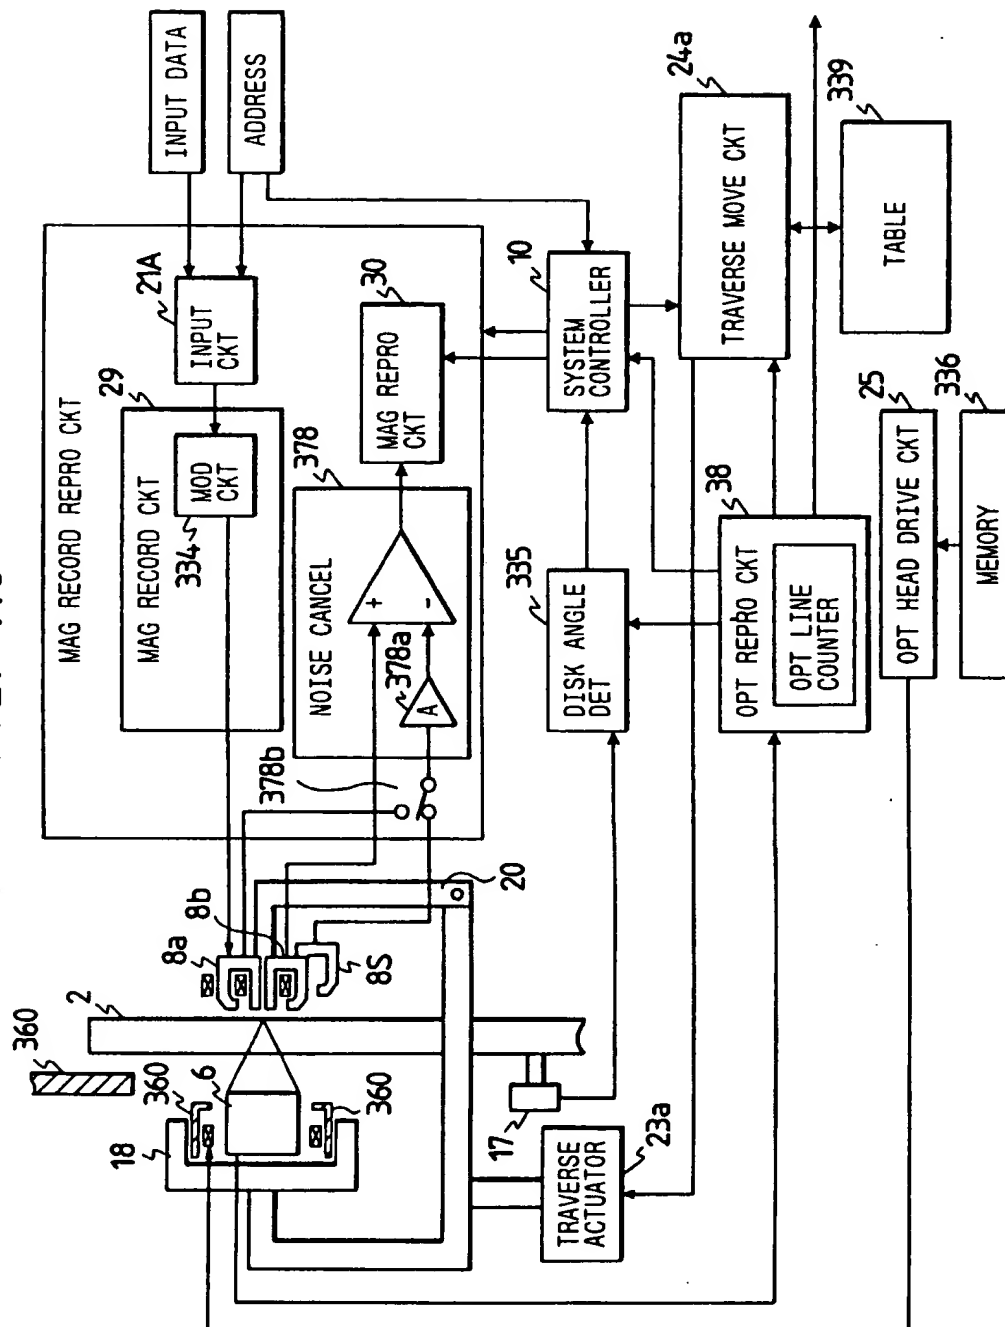 INPUT DATA
ADDRESS
MAG RECORD REPRO CKT
MAG RECORD CKT
29
21A
INPUT
CKT
MOD
CKT
334
NOISE CANCEL
378
378a
378b
+
-
A
MAG REPRO
CKT
30
8a
8b
8S
20
2
360
360
360
6
18
17
TRAVERSE
ACTUATOR
23a
DISK ANGLE
DET
335
SYSTEM
CONTROLLER
10
TRAVERSE MOVE CKT
24a
OPT REPRO CKT
38
OPT LINE
COUNTER
TABLE
339
OPT HEAD DRIVE CKT
25
MEMORY
336